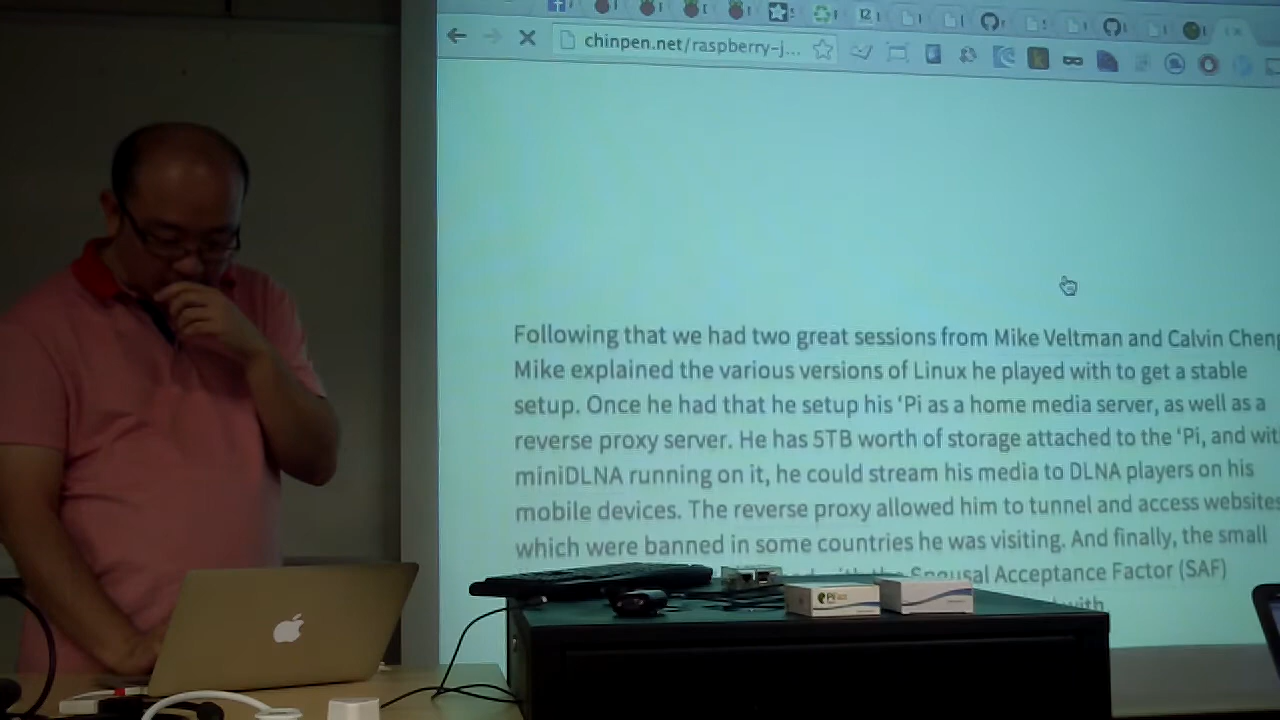 chinpen.net/raspberry-j...
Following that we had two great sessions from Mike Veltman and Calvin Cheng
Mike explained the various versions of Linux he played with to get a stable
setup. Once he had that he setup his ‘Pi as a home media server, as well as a
reverse proxy server. He has 5TB worth of storage attached to the ‘Pi, and wit
miniDLNA running on it, he could stream his media to DLNA players on his
mobile devices. The reverse proxy allowed him to tunnel and access websites
which were banned in some countries he was visiting. And finally, the small
with the Spousal Acceptance Factor (SAF)
with